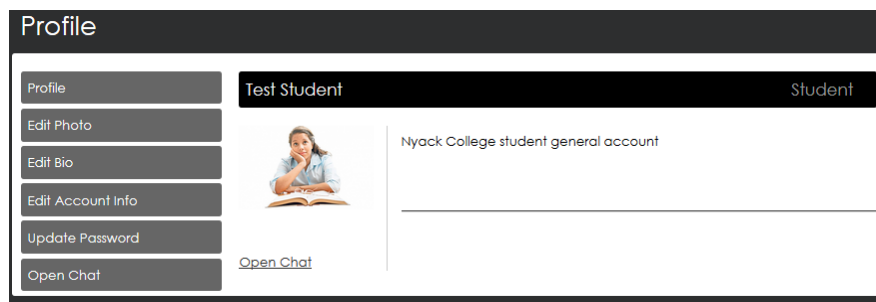 Profile
Profile
Edit Photo
Edit Bio
Edit Account Info
Update Password
Open Chat
Test Student Student
Nyack College student general account
Open Chat